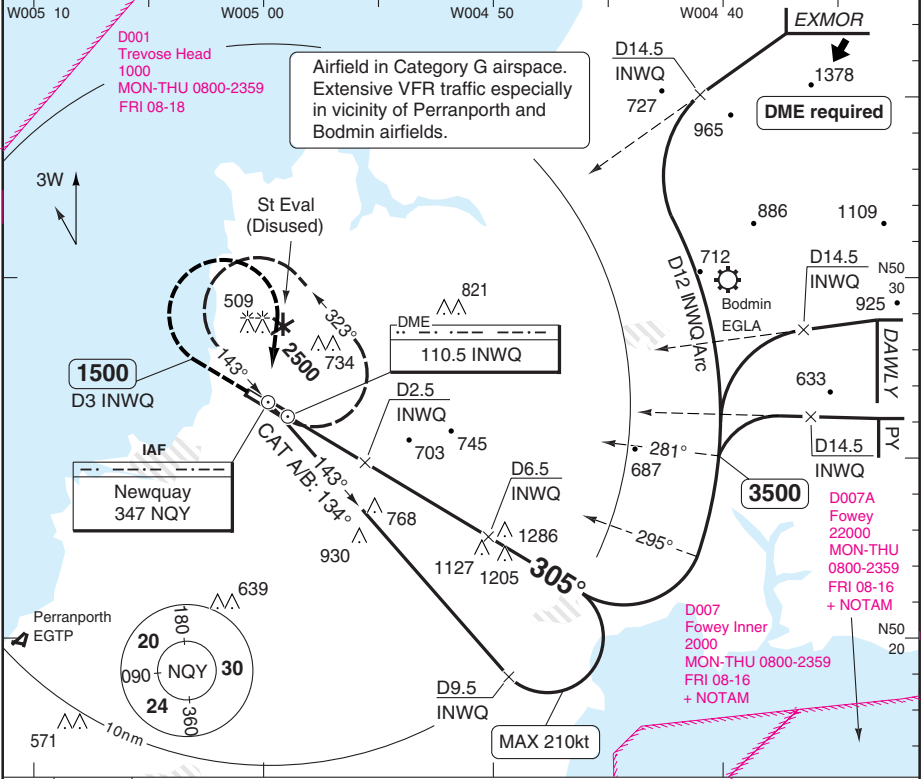 W005 10
W005 00
W004 50
W004 40
EXMOR
D001
Trevose Head
1000
MON-THU 0800-2359
FRI 08-18
Airfield in Category G airspace.
Extensive VFR traffic especially
in vicinity of Perranporth and
Bodmin airfields.
D14.5
INWQ
727
965
1378
DME required
3W
St Eval
(Disused)
886
1109
712
D12 INWQ Arc
Bodmin
EGLA
D14.5
INWQ
N50
30
925
DAWLY
509
821
323°
734
2500
143°
DME
110.5 INWQ
1500
D3 INWQ
D2.5
INWQ
703
745
633
PY
D14.5
INWQ
IAF
Newquay
347 NQY
CAT A/B: 134°
143°
D6.5
INWQ
281°
687
3500
768
930
1286
1127
1205
305°
295°
D007A
Fowey
22000
MON-THU
0800-2359
FRI 08-16
+ NOTAM
639
Perranporth
EGTP
180
20
090
NQY
30
24
360
D007
Fowey Inner
2000
MON-THU 0800-2359
FRI 08-16
+ NOTAM
N50
20
D9.5
INWQ
571
10nm
MAX 210kt